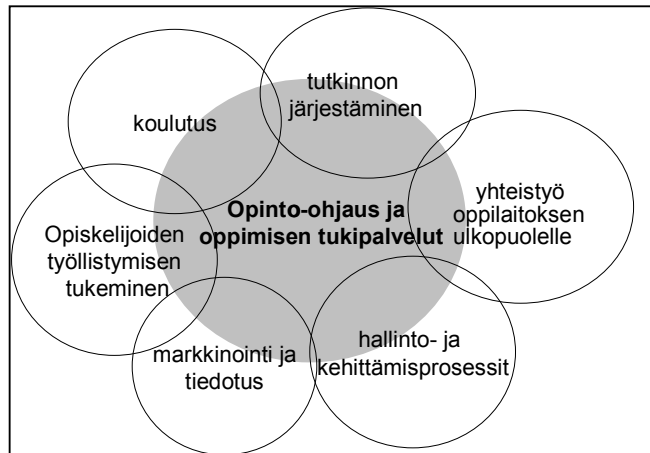 tutkinnon
järjestäminen
koulutus
yhteistyö
oppilaitoksen
ulkopuolelle
Opinto-ohjaus ja
oppimisen tukipalvelut
Opiskelijoiden
työllistymisen
tukeminen
hallinto- ja
kehittämisprosessit
markkinointi ja
tiedotus